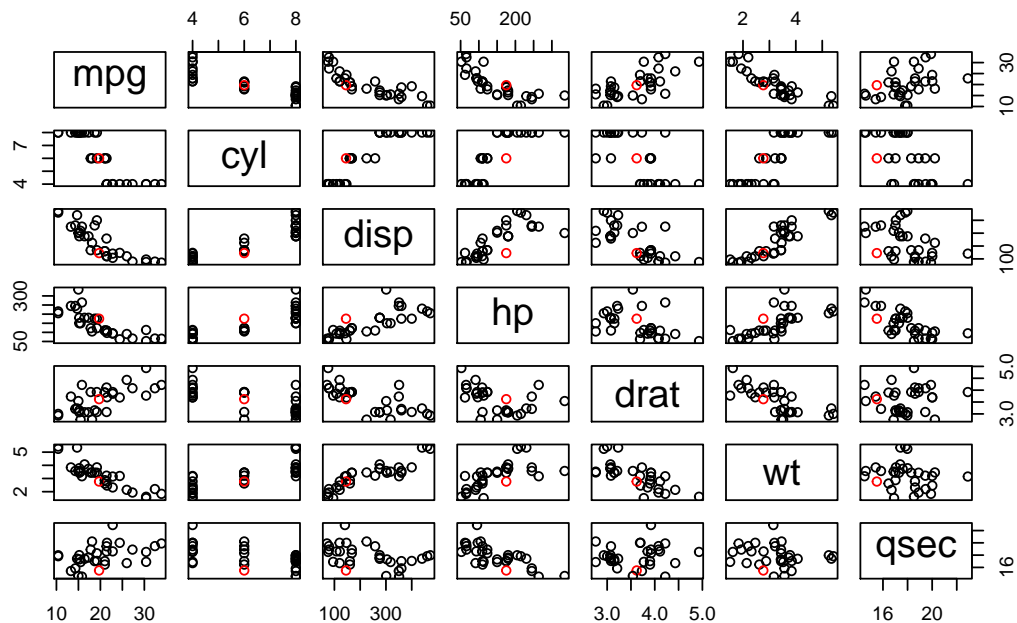 4 6 8 50 200 2 4
mpg 10 30
4 7 cyl
disp 100
50 300 hp
drat 3.0 5.0
2 5 wt
qsec 16
10 20 30 100 300 3.0 4.0 5.0 16 20